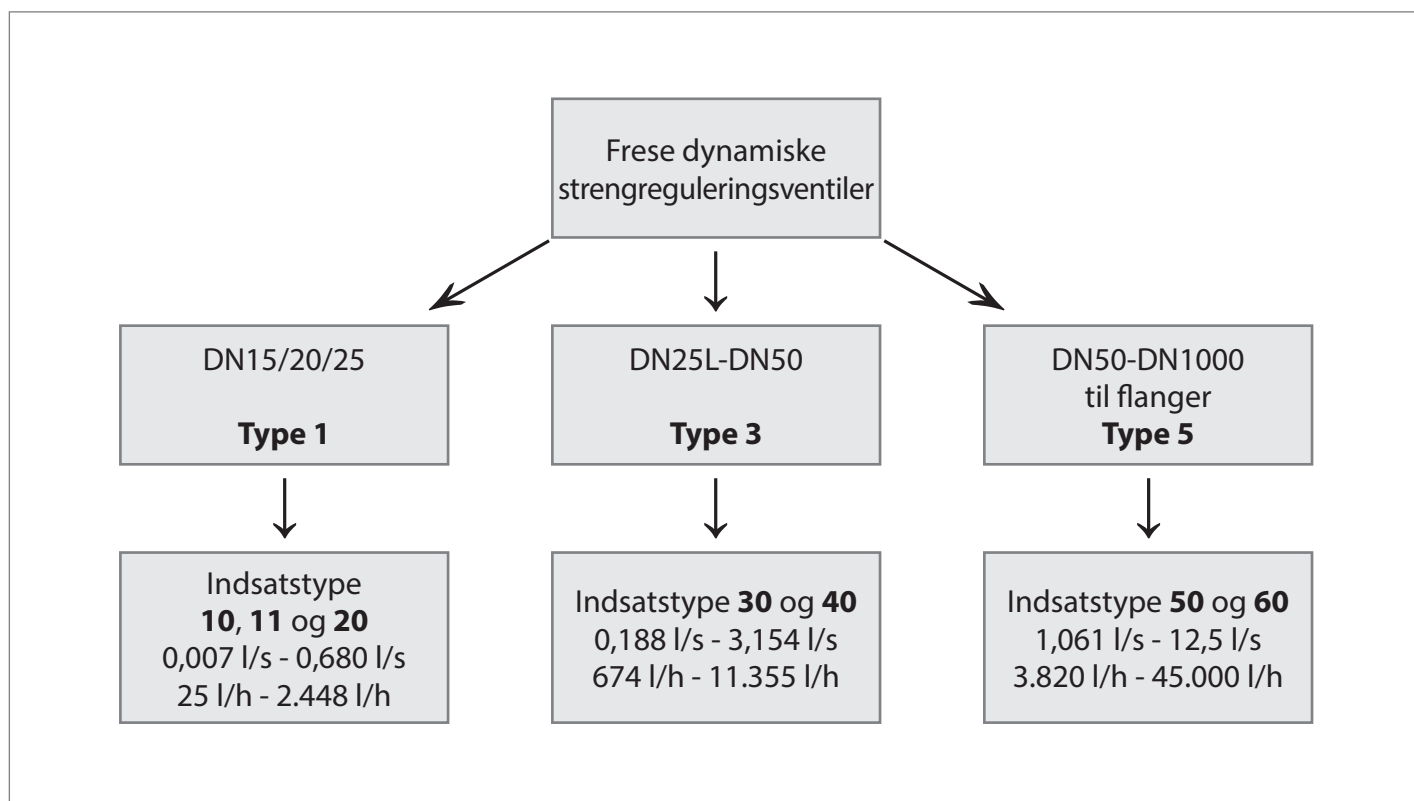 Frese dynamiske
strengreguleringsventiler
DN15/20/25
Type 1
DN25L-DN50
Type 3
DN50-DN1000
til flanger
Type 5
Indsatstype
10, 11 og 20
0,007 l/s - 0,680 l/s
25 l/h - 2.448 l/h
Indsatstype 30 og 40
0,188 l/s - 3,154 l/s
674 l/h - 11.355 l/h
Indsatstype 50 og 60
1,061 l/s - 12,5 l/s
3.820 l/h - 45.000 l/h